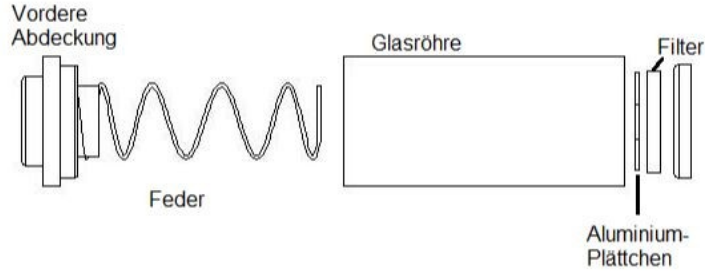 Vordere
Abdeckung
Glasröhre
Filter
Feder
Aluminium-
Plättchen